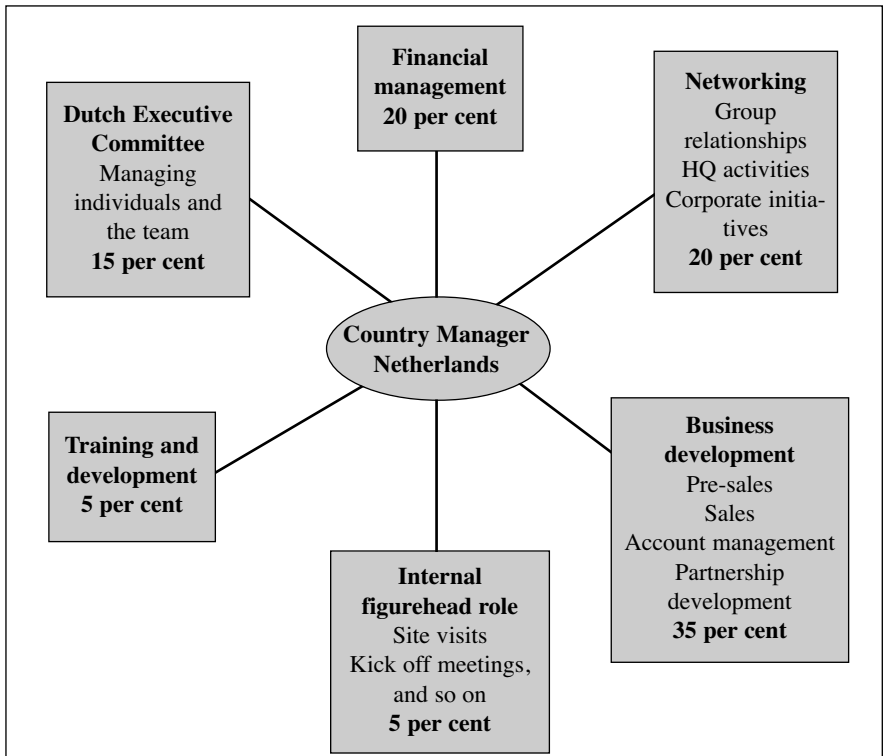 Financial
management
20 per cent
Dutch Executive
Committee
Managing
individuals and
the team
15 per cent
Networking
Group
relationships
HQ activities
Corporate initia-
tives
20 per cent
Country Manager
Netherlands
Training and
development
5 per cent
Business
development
Pre-sales
Sales
Account management
Partnership
development
35 per cent
Internal
figurehead role
Site visits
Kick off meetings,
and so on
5 per cent